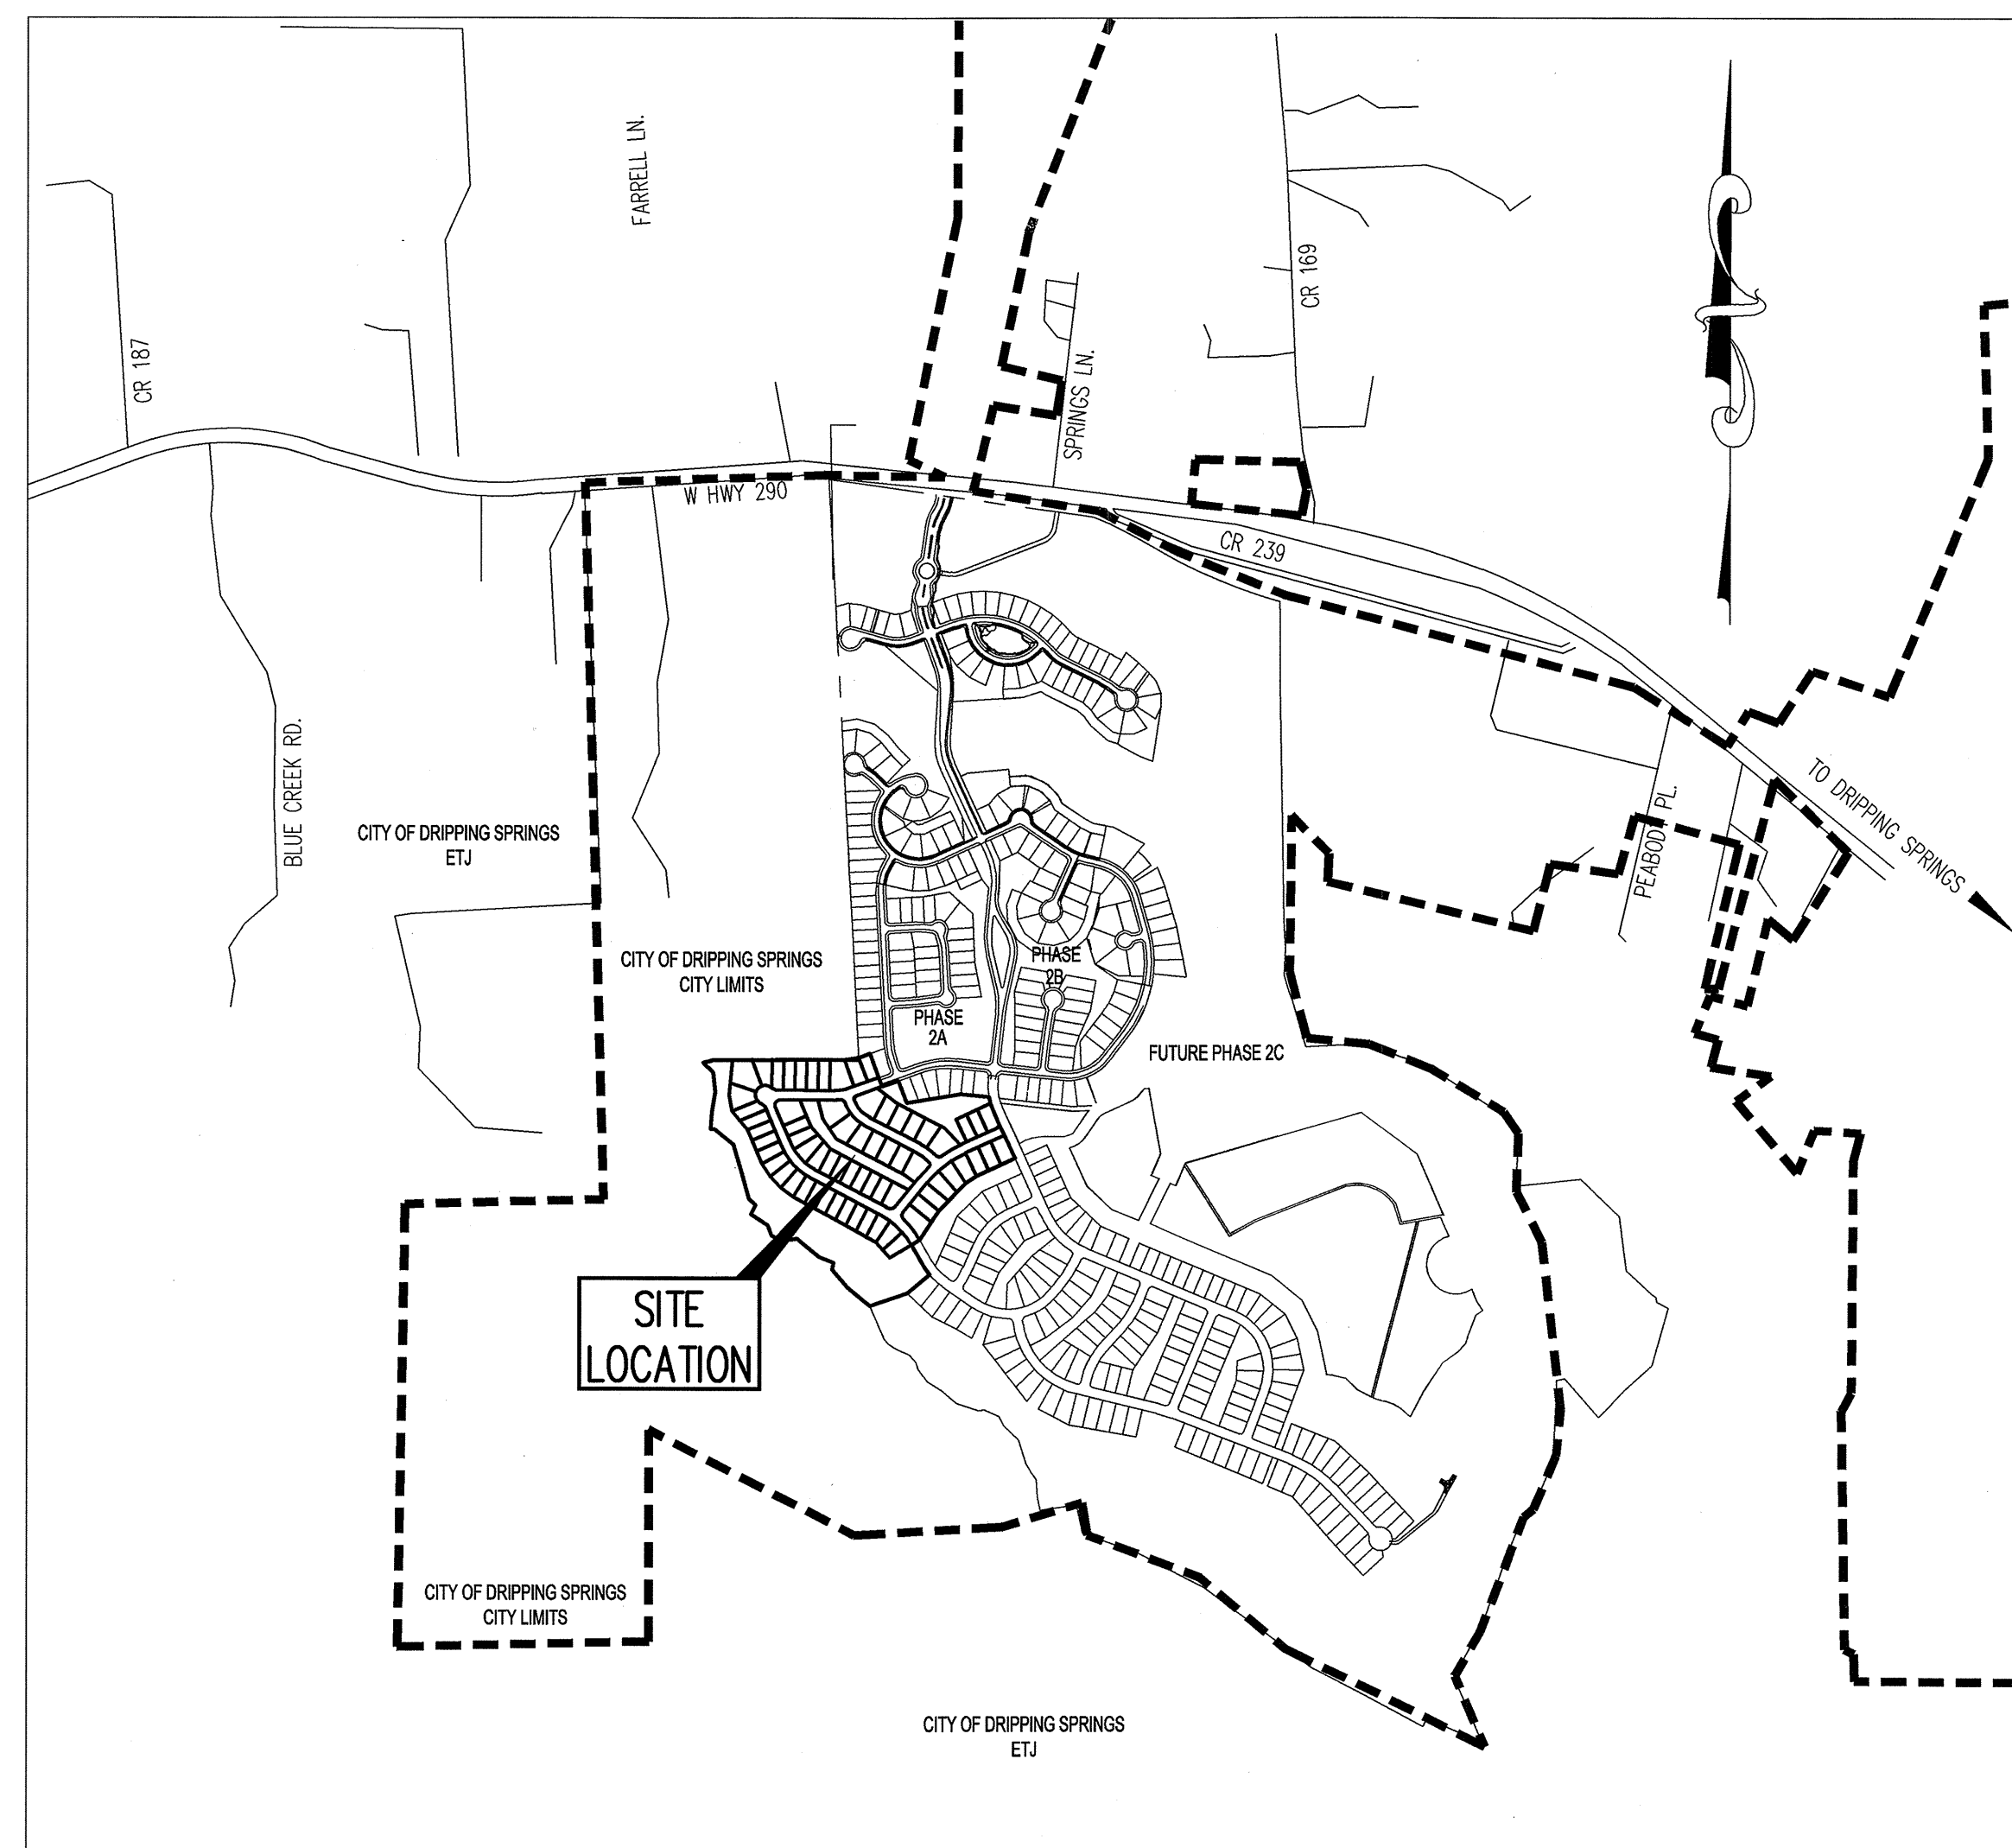 FARRELL LN.
CR 187
CR 169
SPRINGS LN.
W HWY 290
CR 239
BLUE CREEK RD.
TO DRIPPING SPRINGS
PEABODY PL.
CITY OF DRIPPING SPRINGS
ETJ
CITY OF DRIPPING SPRINGS
CITY LIMITS
PHASE
2B
PHASE
2A
FUTURE PHASE 2C
SITE
LOCATION
CITY OF DRIPPING SPRINGS
CITY LIMITS
CITY OF DRIPPING SPRINGS
ETJ